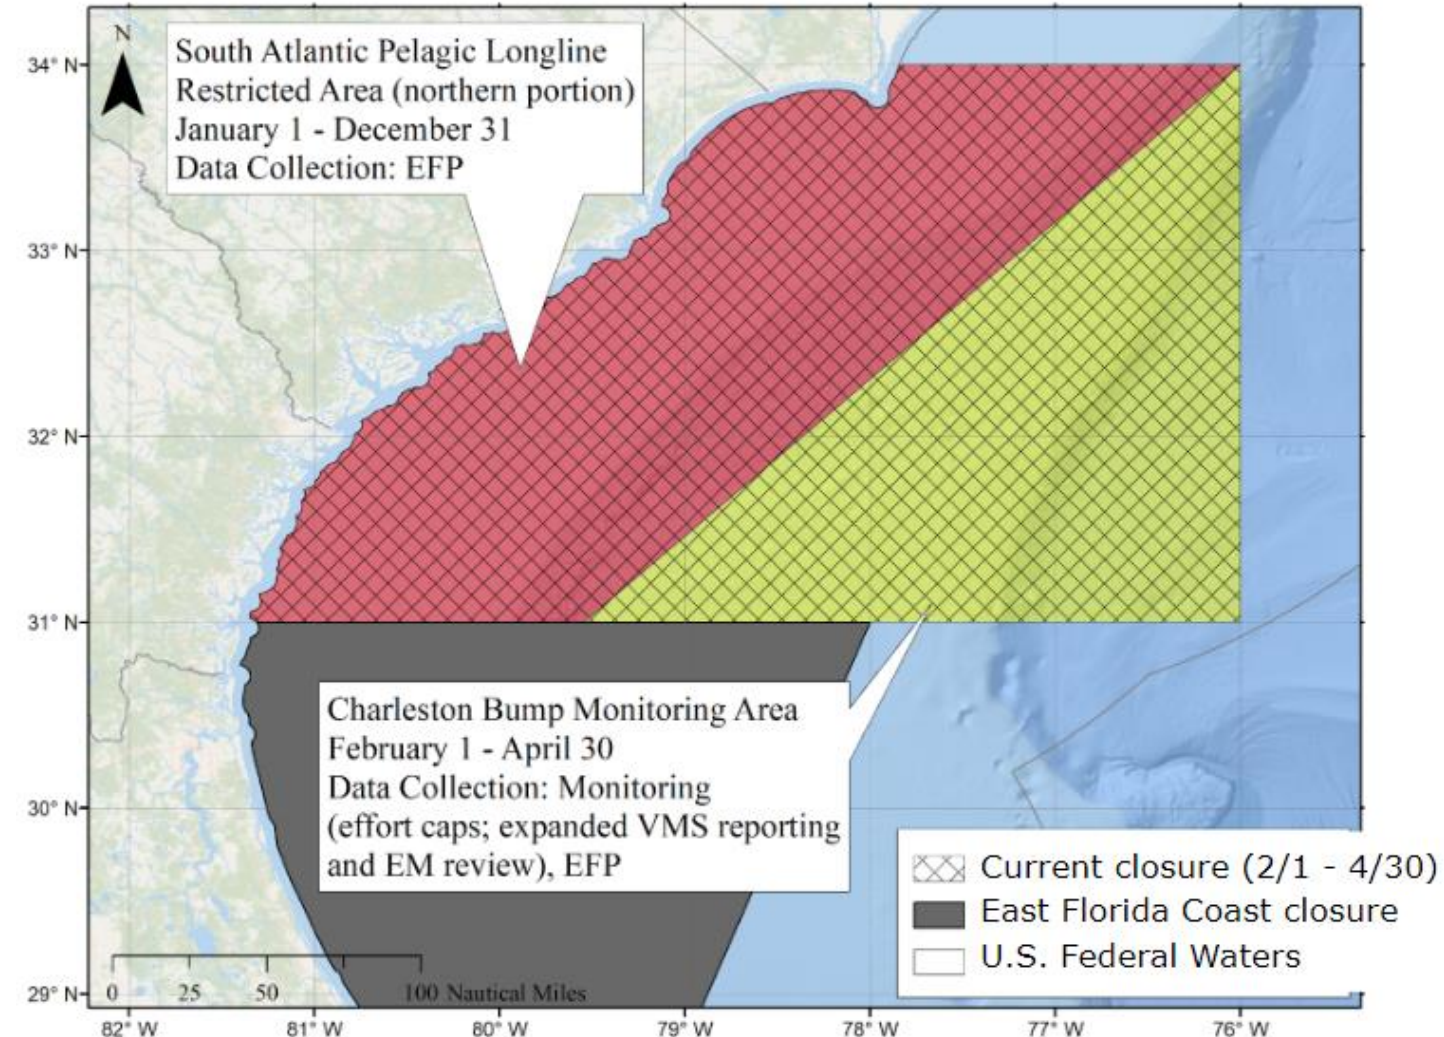 N
South Atlantic Pelagic Longline
Restricted Area (northern portion)
January 1 - December 31
Data Collection: EFP
34° N
33° N
32° N
31° N
30° N
29° N
Charleston Bump Monitoring Area
February 1 - April 30
Data Collection: Monitoring
(effort caps; expanded VMS reporting
and EM review), EFP
Current closure (2/1 - 4/30)
East Florida Coast closure
U.S. Federal Waters
0 25 50 100 Nautical Miles
82° W 81° W 80° W 79° W 78° W 77° W 76° W